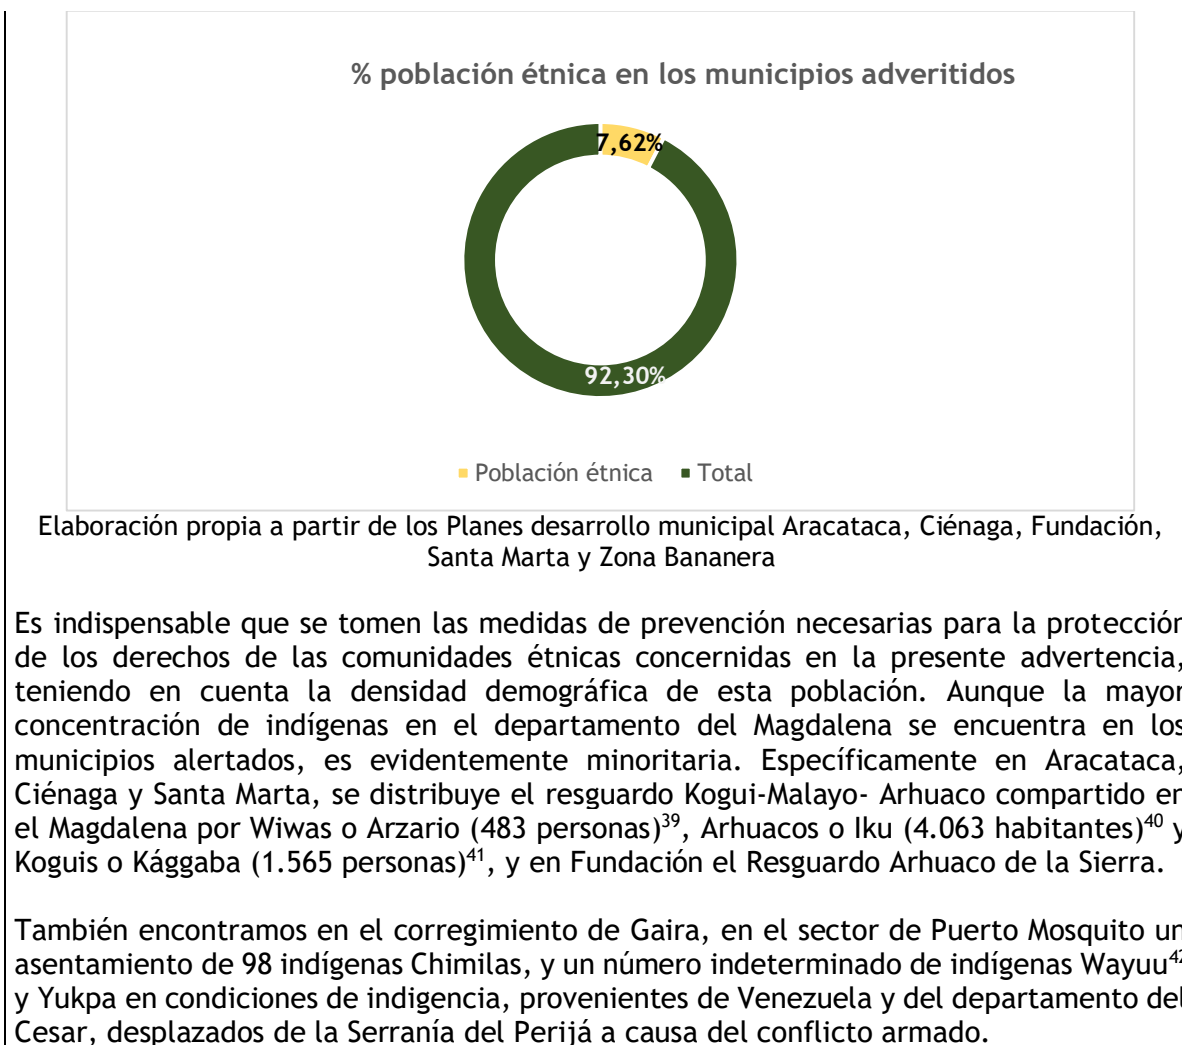 % población étnica en los municipios adveritidos
7,62%
92,30%
Población étnica Total
Elaboración propia a partir de los Planes desarrollo municipal Aracataca, Ciénaga, Fundación,
Santa Marta y Zona Bananera
Es indispensable que se tomen las medidas de prevención necesarias para la protección
de los derechos de las comunidades étnicas concernidas en la presente advertencia,
teniendo en cuenta la densidad demográfica de esta población. Aunque la mayor
concentración de indígenas en el departamento del Magdalena se encuentra en los
municipios alertados, es evidentemente minoritaria. Específicamente en Aracataca,
Ciénaga y Santa Marta, se distribuye el resguardo Kogui-Malayo- Arhuaco compartido en
el Magdalena por Wiwas o Arzario (483 personas)39, Arhuacos o Iku (4.063 habitantes)40 y
Koguis o Kággaba (1.565 personas)41, y en Fundación el Resguardo Arhuaco de la Sierra.
También encontramos en el corregimiento de Gaira, en el sector de Puerto Mosquito un
asentamiento de 98 indígenas Chimilas, y un número indeterminado de indígenas Wayuu42
y Yukpa en condiciones de indigencia, provenientes de Venezuela y del departamento del
Cesar, desplazados de la Serranía del Perijá a causa del conflicto armado.